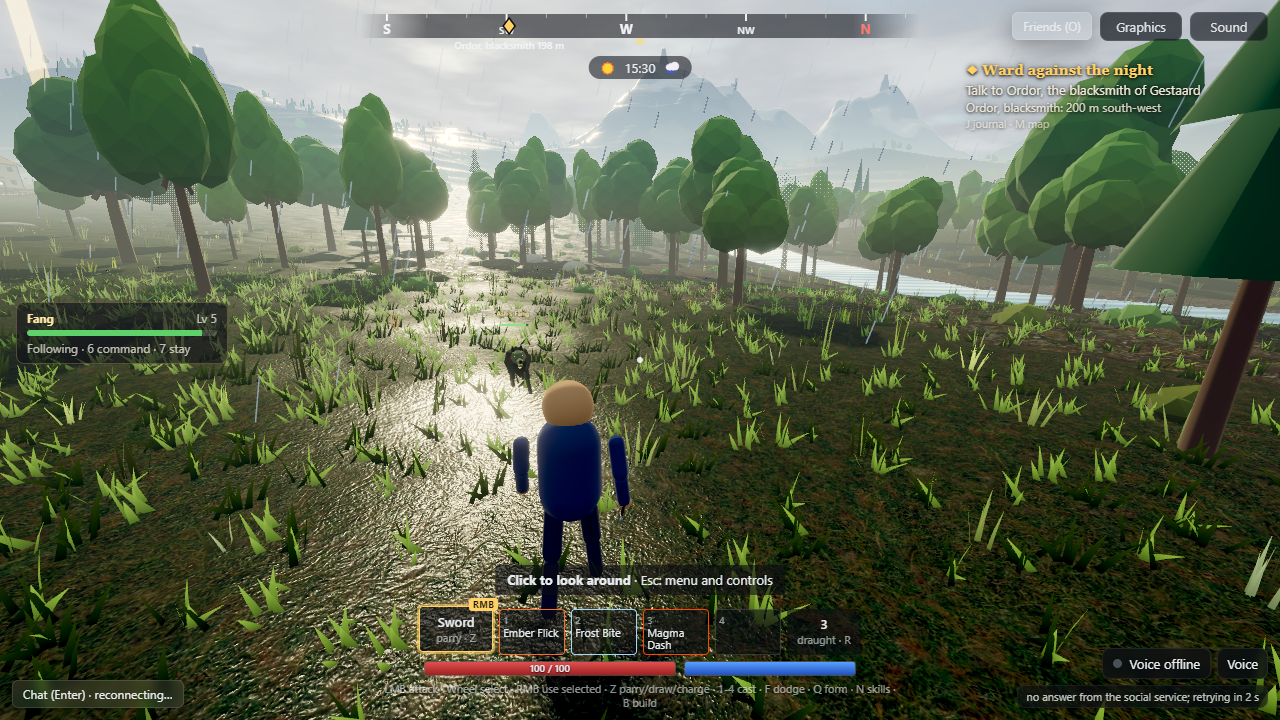 S
W
NW
N
Ordor, blacksmith 198 m
15:30
Friends (O)
Graphics
Sound
Ward against the night
Talk to Ordor, the blacksmith of Gestaard
Ordor, blacksmith: 200 m south-west
J journal · M map
Fang
Lv 5
Following · 6 command · 7 stay
Click to look around · Esc: menu and controls
RMB
Sword
parry · Z
1
Ember Flick
2
Frost Bite
3
Magma
Dash
4
3
draught · R
100 / 100
LMB attack · Wheel select · RMB use selected · Z parry/draw/charge · 1-4 cast · F dodge · Q form · N skills ·
B build
Chat (Enter) · reconnecting...
Voice offline
Voice
no answer from the social service; retrying in 2 s